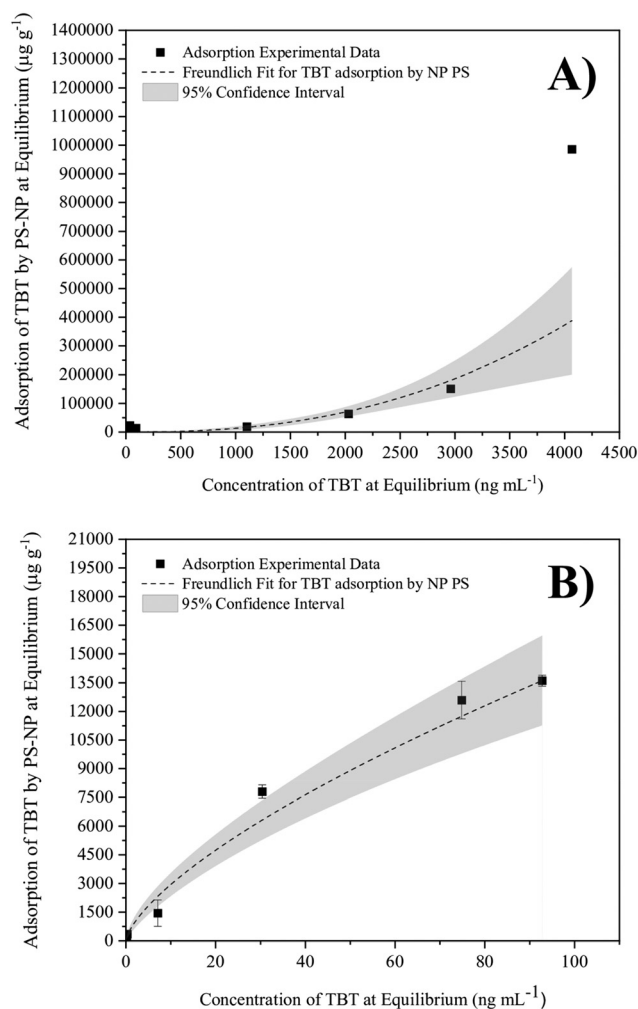 A)
Adsorption Experimental Data
Freundlich Fit for TBT adsorption by NP PS
95% Confidence Interval
Adsorption of TBT by PS-NP at Equilibrium (µg g⁻¹)
1400000
1300000
1200000
1100000
1000000
900000
800000
700000
600000
500000
400000
300000
200000
100000
0
0 500 1000 1500 2000 2500 3000 3500 4000 4500
Concentration of TBT at Equilibrium (ng mL⁻¹)
B)
Adsorption Experimental Data
Freundlich Fit for TBT adsorption by NP PS
95% Confidence Interval
Adsorption of TBT by PS-NP at Equilibrium (µg g⁻¹)
21000
19500
18000
16500
15000
13500
12000
10500
9000
7500
6000
4500
3000
1500
0
0 20 40 60 80 100
Concentration of TBT at Equilibrium (ng mL⁻¹)